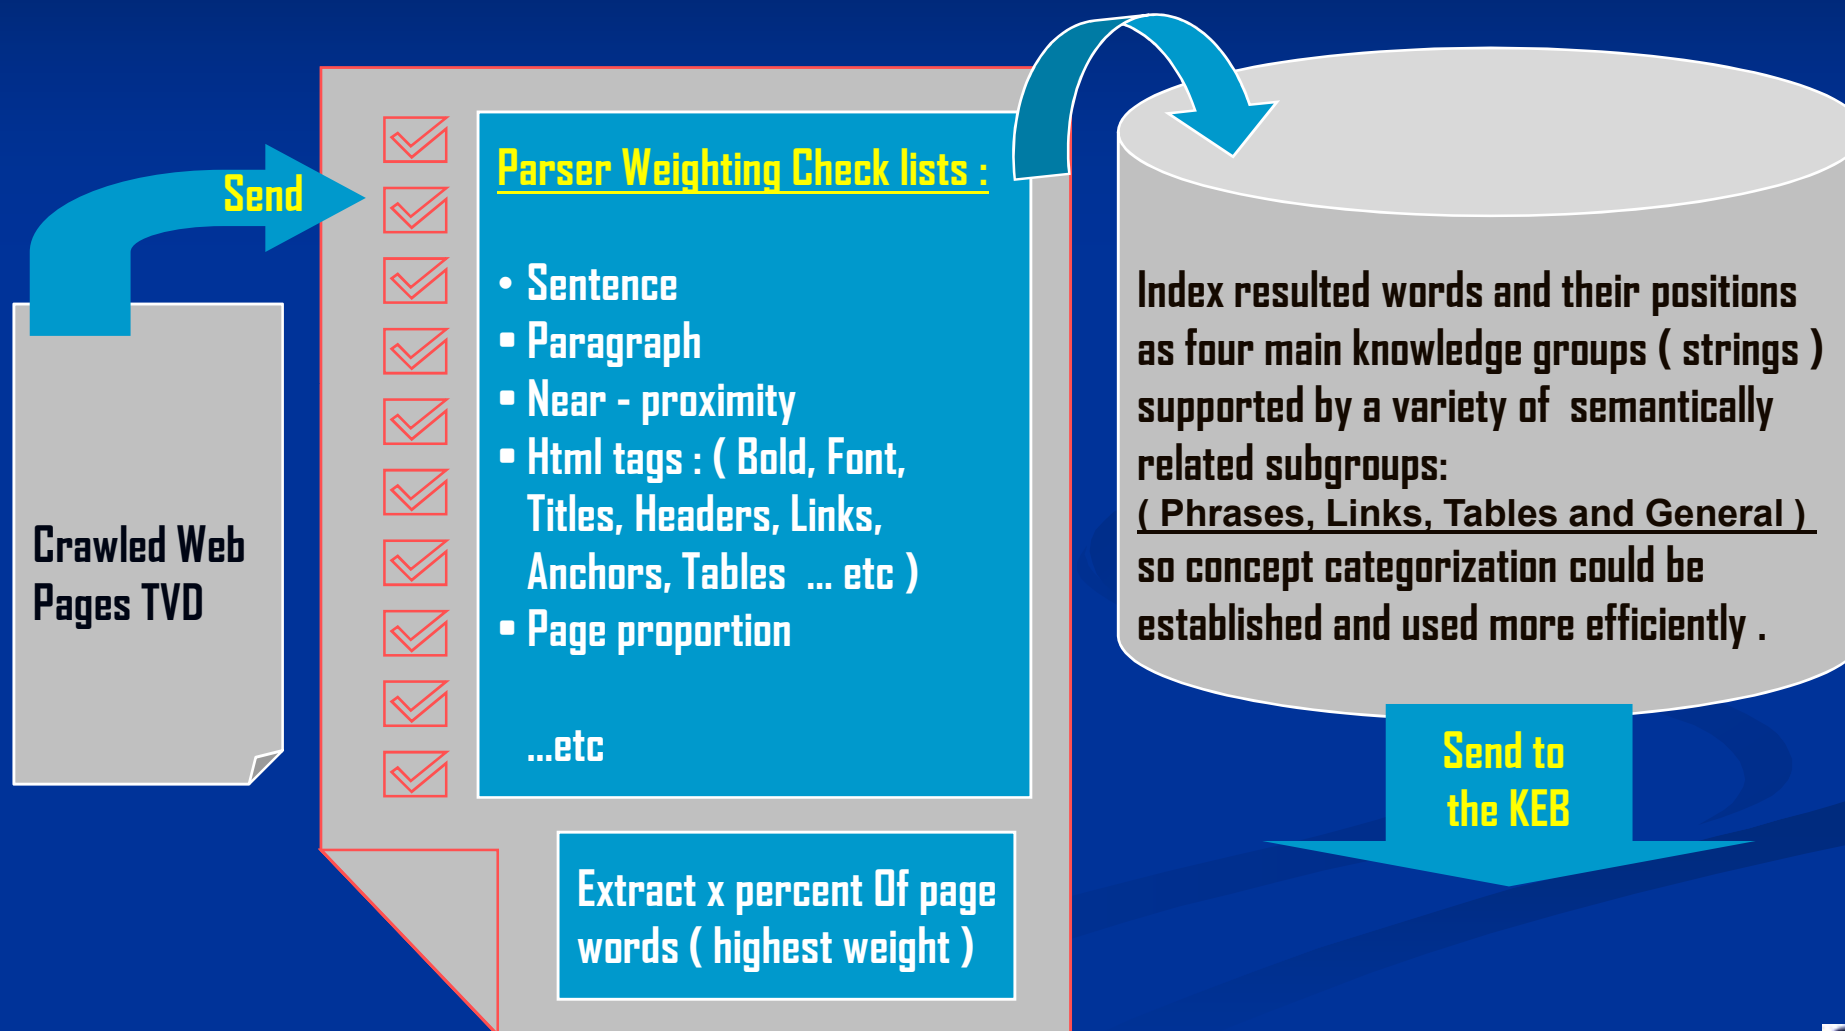 Send
Crawled Web
Pages TVD
Parser Weighting Check lists :
• Sentence
▪ Paragraph
▪ Near - proximity
▪ Html tags : ( Bold, Font,
Titles, Headers, Links,
Anchors, Tables ... etc )
▪ Page proportion
...etc
Extract x percent Of page
words ( highest weight )
Index resulted words and their positions
as four main knowledge groups ( strings )
supported by a variety of semantically
related subgroups:
( Phrases, Links, Tables and General )
so concept categorization could be
established and used more efficiently .
Send to
the KEB